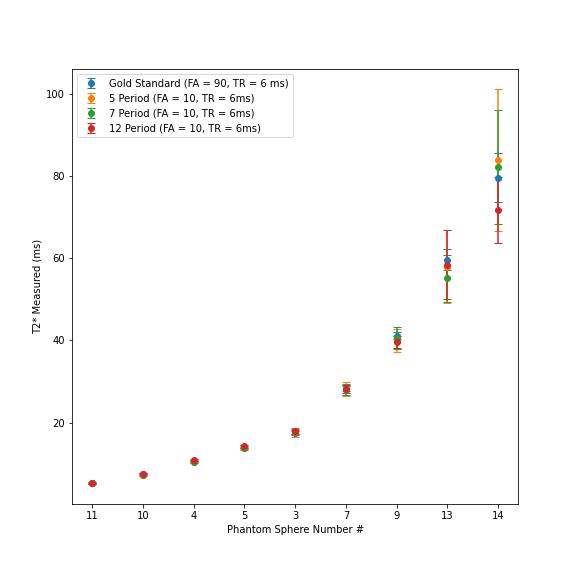 Gold Standard (FA = 90, TR = 6 ms)
5 Period (FA = 10, TR = 6ms)
7 Period (FA = 10, TR = 6ms)
12 Period (FA = 10, TR = 6ms)
100
80
60
40
20
T2* Measured (ms)
11 10 4 5 3 7 9 13 14
Phantom Sphere Number #